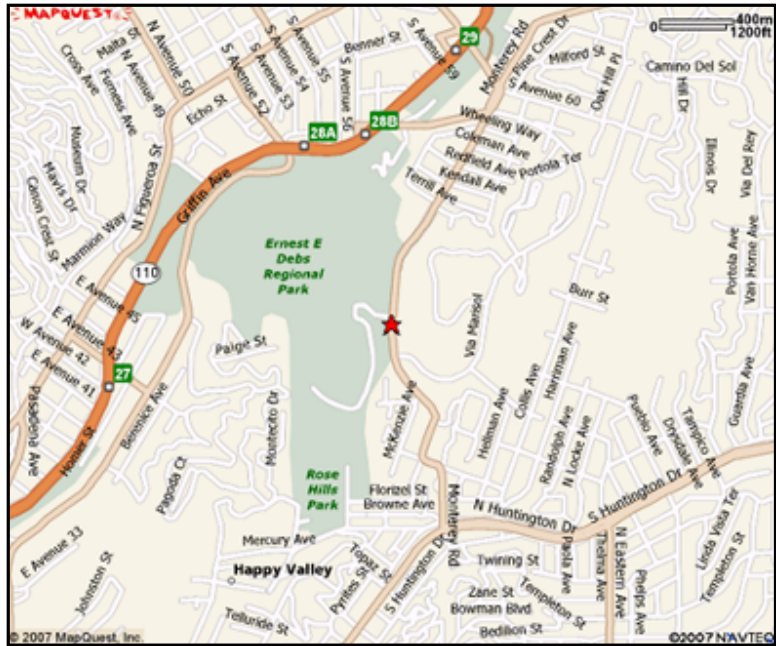 MAPQUEST
400m
0
1200ft
29
Malta St
N Avenue 50
S Avenue 52
S Avenue 53
S Avenue 54
S Avenue 55
Benner St
S Avenue 59
Monterey Rd
Pine Crest Dr
Milford St
Oak Hill Pl
Camino Del Sol
Cross Ave
Furness Ave
N Avenue 49
Echo St
S Avenue 56
S Avenue 60
Hill Dr
28A
28B
Wheeling Way
Coleman Ave
Redfield Ave
Portola Ter
Kendall Ave
Terrill Ave
Museum Dr
Mavis Dr
Canon Crest St
Marmion Way
N Figueroa St
Griffin Ave
Illinois Dr
Via Del Rey
Portola Ave
Van Horne Ave
Ernest E
Debs
Regional
Park
110
E Avenue 45
E Avenue 43
W Avenue 42
E Avenue 41
27
Paige St
Via Marisol
Burr St
Harriman Ave
Collis Ave
Hellman Ave
McKenzie Ave
Guardia Ave
Pasadena Ave
Homer St
Berenice Ave
Montecito Dr
Pagoda Ct
Randolph Ave
N Locke Ave
Pueblo Ave
Drysdale Ave
Tampico Ave
Rose
Hills
Park
Florizel St
Browne Ave
Monterey Rd
N Huntington Dr
S Huntington Dr
E Avenue 33
Johnston St
Mercury Ave
Happy Valley
Topaz St
Pyrites St
S Huntington Dr
Telluride St
Twining St
Zane St
Bowman Blvd
Bedilion St
Templeton St
Paola Ave
Thelma Ave
N Eastern Ave
Phelps Ave
Linda Vista Ter
Templeton St
© 2007 MapQuest, Inc.
©2007 NAVTEQ